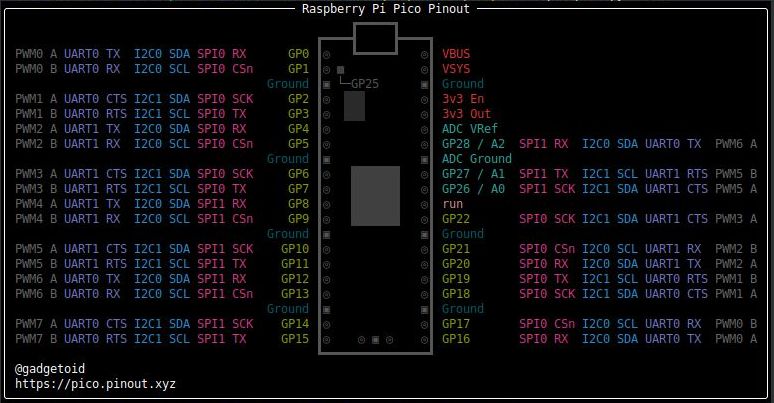 Raspberry Pi Pico Pinout
PWM0 A UART0 TX I2C0 SDA SPI0 RX GP0 VBUS
PWM0 B UART0 RX I2C0 SCL SPI0 CSn GP1 VSYS
Ground GP25 Ground
PWM1 A UART0 CTS I2C1 SDA SPI0 SCK GP2 3v3 En
PWM1 B UART0 RTS I2C1 SCL SPI0 TX GP3 3v3 Out
PWM2 A UART1 TX I2C0 SDA SPI0 RX GP4 ADC VRef
PWM2 B UART1 RX I2C0 SCL SPI0 CSn GP5 GP28 / A2 SPI1 RX I2C0 SDA UART0 TX PWM6 A
Ground ADC Ground
PWM3 A UART1 CTS I2C1 SDA SPI0 SCK GP6 GP27 / A1 SPI1 TX I2C1 SCL UART1 RTS PWM5 B
PWM3 B UART1 RTS I2C1 SCL SPI0 TX GP7 GP26 / A0 SPI1 SCK I2C1 SDA UART1 CTS PWM5 A
PWM4 A UART1 TX I2C0 SDA SPI1 RX GP8 run
PWM4 B UART1 RX I2C0 SCL SPI1 CSn GP9 GP22 SPI0 SCK I2C1 SDA UART1 CTS PWM3 A
Ground Ground
PWM5 A UART1 CTS I2C1 SDA SPI1 SCK GP10 GP21 SPI0 CSn I2C0 SCL UART1 RX PWM2 B
PWM5 B UART1 RTS I2C1 SCL SPI1 TX GP11 GP20 SPI0 RX I2C0 SDA UART1 TX PWM2 A
PWM6 A UART0 TX I2C0 SDA SPI1 RX GP12 GP19 SPI0 TX I2C1 SCL UART0 RTS PWM1 B
PWM6 B UART0 RX I2C0 SCL SPI1 CSn GP13 GP18 SPI0 SCK I2C1 SDA UART0 CTS PWM1 A
Ground Ground
PWM7 A UART0 CTS I2C1 SDA SPI1 SCK GP14 GP17 SPI0 CSn I2C0 SCL UART0 RX PWM0 B
PWM7 B UART0 RTS I2C1 SCL SPI1 TX GP15 GP16 SPI0 RX I2C0 SDA UART0 TX PWM0 A
@gadgetoid
https://pico.pinout.xyz